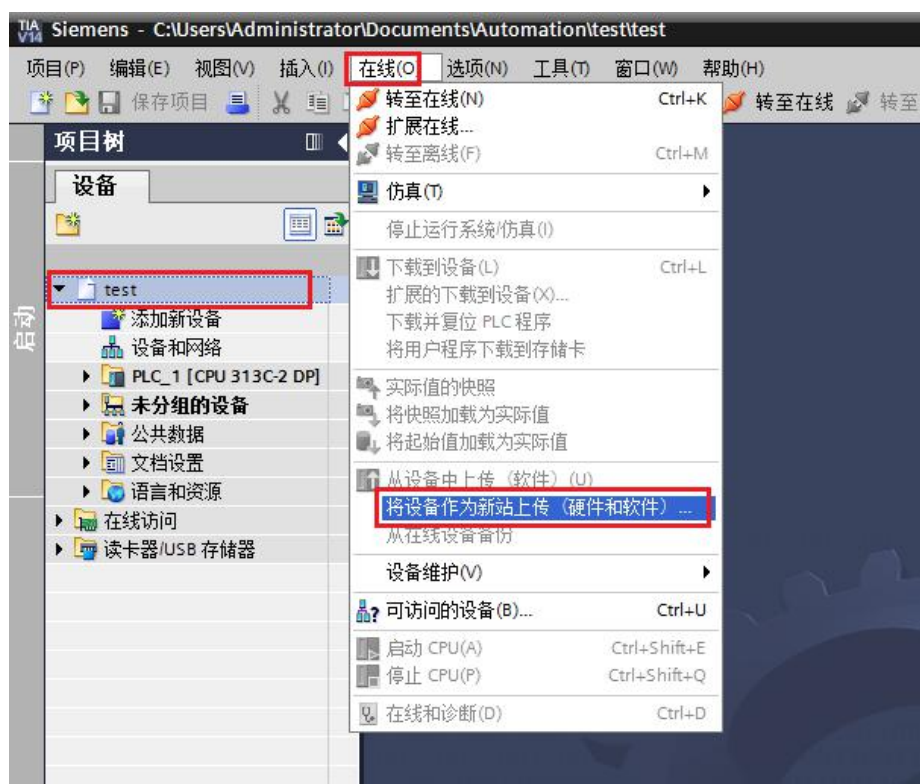 TIA V14 Siemens - C:\Users\Administrator\Documents\Automation\test\test
项目(P) 编辑(E) 视图(V) 插入(I) 在线(O 选项(N) 工具(T) 窗口(W) 帮助(H)
保存项目 转至在线 转至
项目树
设备
test
添加新设备
设备和网络
PLC_1 [CPU 313C-2 DP]
未分组的设备
公共数据
文档设置
语言和资源
在线访问
读卡器/USB 存储器
启动
转至在线(N) Ctrl+K
扩展在线...
转至离线(F) Ctrl+M
仿真(T)
停止运行系统/仿真(I)
下载到设备(L) Ctrl+L
扩展的下载到设备(X)...
下载并复位 PLC 程序
将用户程序下载到存储卡
实际值的快照
将快照加载为实际值
将起始值加载为实际值
从设备中上传（软件）(U)
将设备作为新站上传（硬件和软件）...
从在线设备备份
设备维护(V)
可访问的设备(B)... Ctrl+U
启动 CPU(A) Ctrl+Shift+E
停止 CPU(P) Ctrl+Shift+Q
在线和诊断(D) Ctrl+D